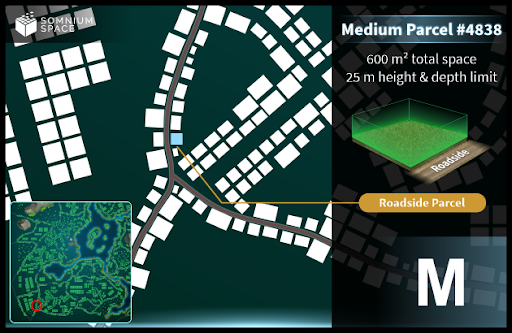 SOMNIUM
SPACE
Medium Parcel #4838
600 m² total space
25 m height & depth limit
Roadside
Roadside Parcel
M